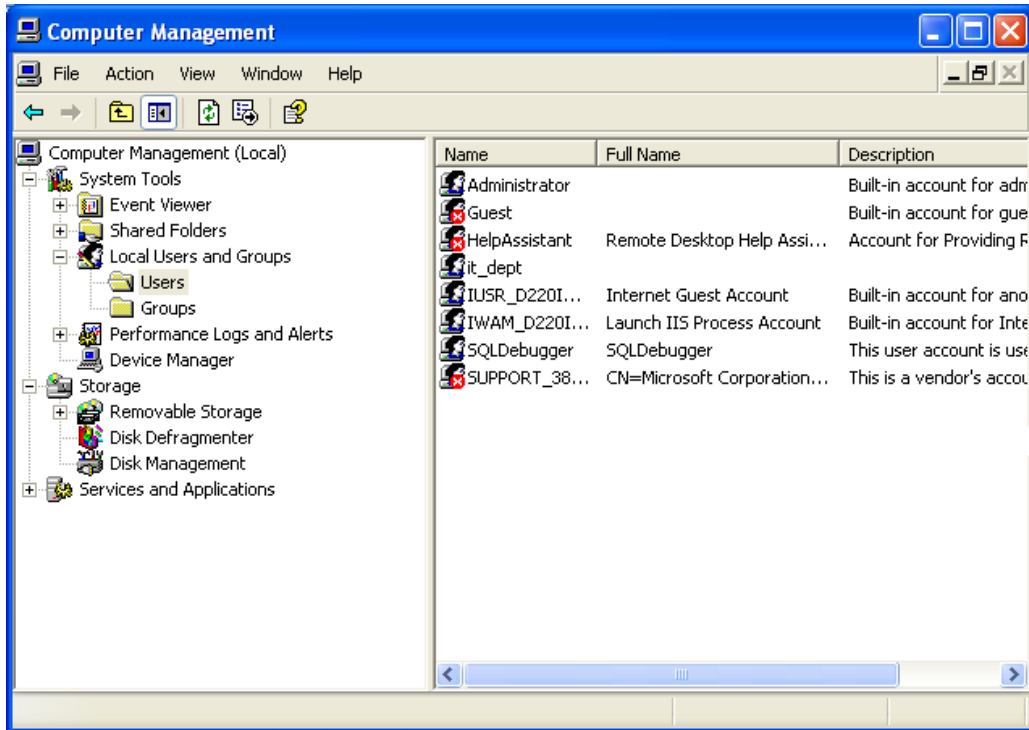 Computer Management
File Action View Window Help
Computer Management (Local)
System Tools
Event Viewer
Shared Folders
Local Users and Groups
Users
Groups
Performance Logs and Alerts
Device Manager
Storage
Removable Storage
Disk Defragmenter
Disk Management
Services and Applications
Name Full Name Description
Administrator Built-in account for adm
Guest Built-in account for gue
HelpAssistant Remote Desktop Help Assi... Account for Providing R
it_dept
IUSR_D220I... Internet Guest Account Built-in account for ano
IWAM_D220I... Launch IIS Process Account Built-in account for Inte
SQLDebugger SQLDebugger This user account is use
SUPPORT_38... CN=Microsoft Corporation... This is a vendor's accou